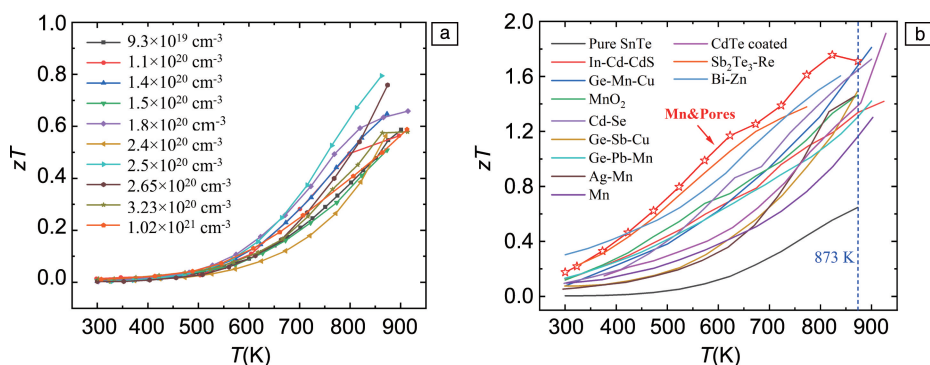 a
zT
1.0
0.8
0.6
0.4
0.2
0.0
9.3×10¹⁹ cm⁻³
1.1×10²⁰ cm⁻³
1.4×10²⁰ cm⁻³
1.5×10²⁰ cm⁻³
1.8×10²⁰ cm⁻³
2.4×10²⁰ cm⁻³
2.5×10²⁰ cm⁻³
2.65×10²⁰ cm⁻³
3.23×10²⁰ cm⁻³
1.02×10²¹ cm⁻³
300 400 500 600 700 800 900
T(K)
b
zT
2.0
1.6
1.2
0.8
0.4
0.0
Pure SnTe
In-Cd-CdS
Ge-Mn-Cu
MnO₂
Cd-Se
Ge-Sb-Cu
Ge-Pb-Mn
Ag-Mn
Mn
CdTe coated
Sb₂Te₃-Re
Bi-Zn
Mn&Pores
873 K
300 400 500 600 700 800 900
T(K)